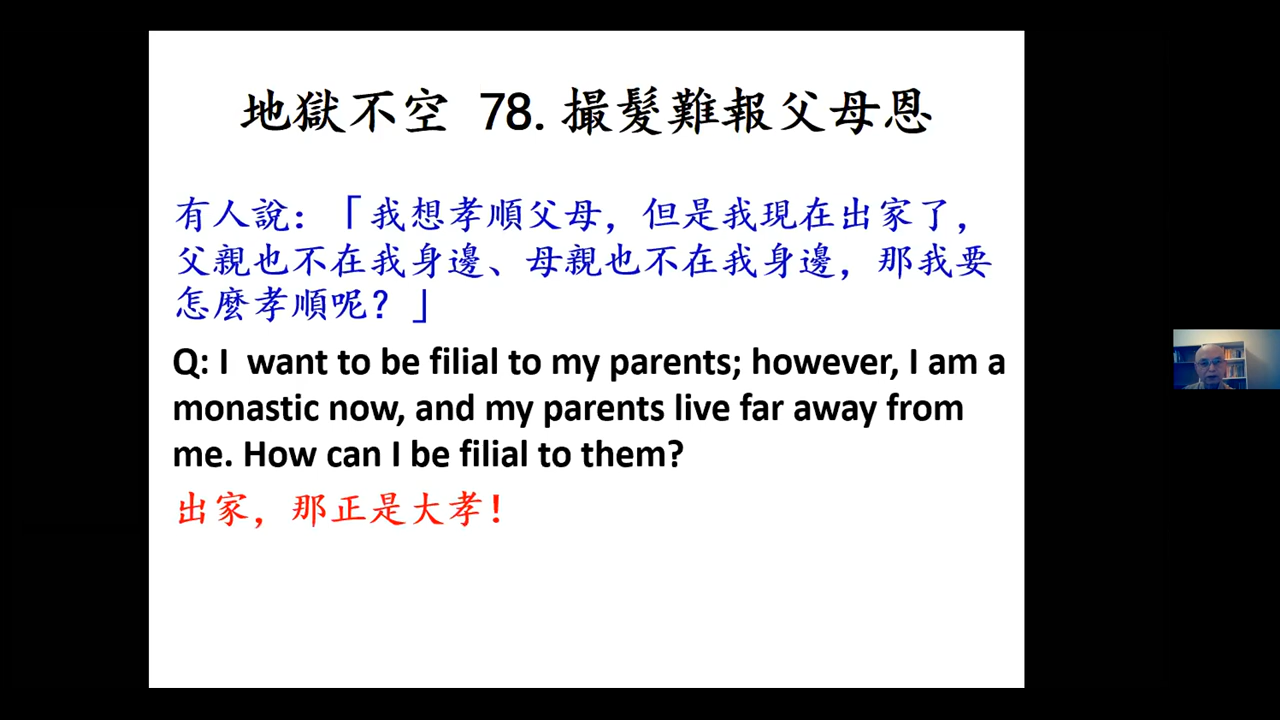 地獄不空 78. 撮髮難報父母恩
有人說：「我想孝順父母，但是我現在出家了，
父親也不在我身邊、母親也不在我身邊，那我要
怎麼孝順呢？」
Q: I want to be filial to my parents; however, I am a
monastic now, and my parents live far away from
me. How can I be filial to them?
出家，那正是大孝！